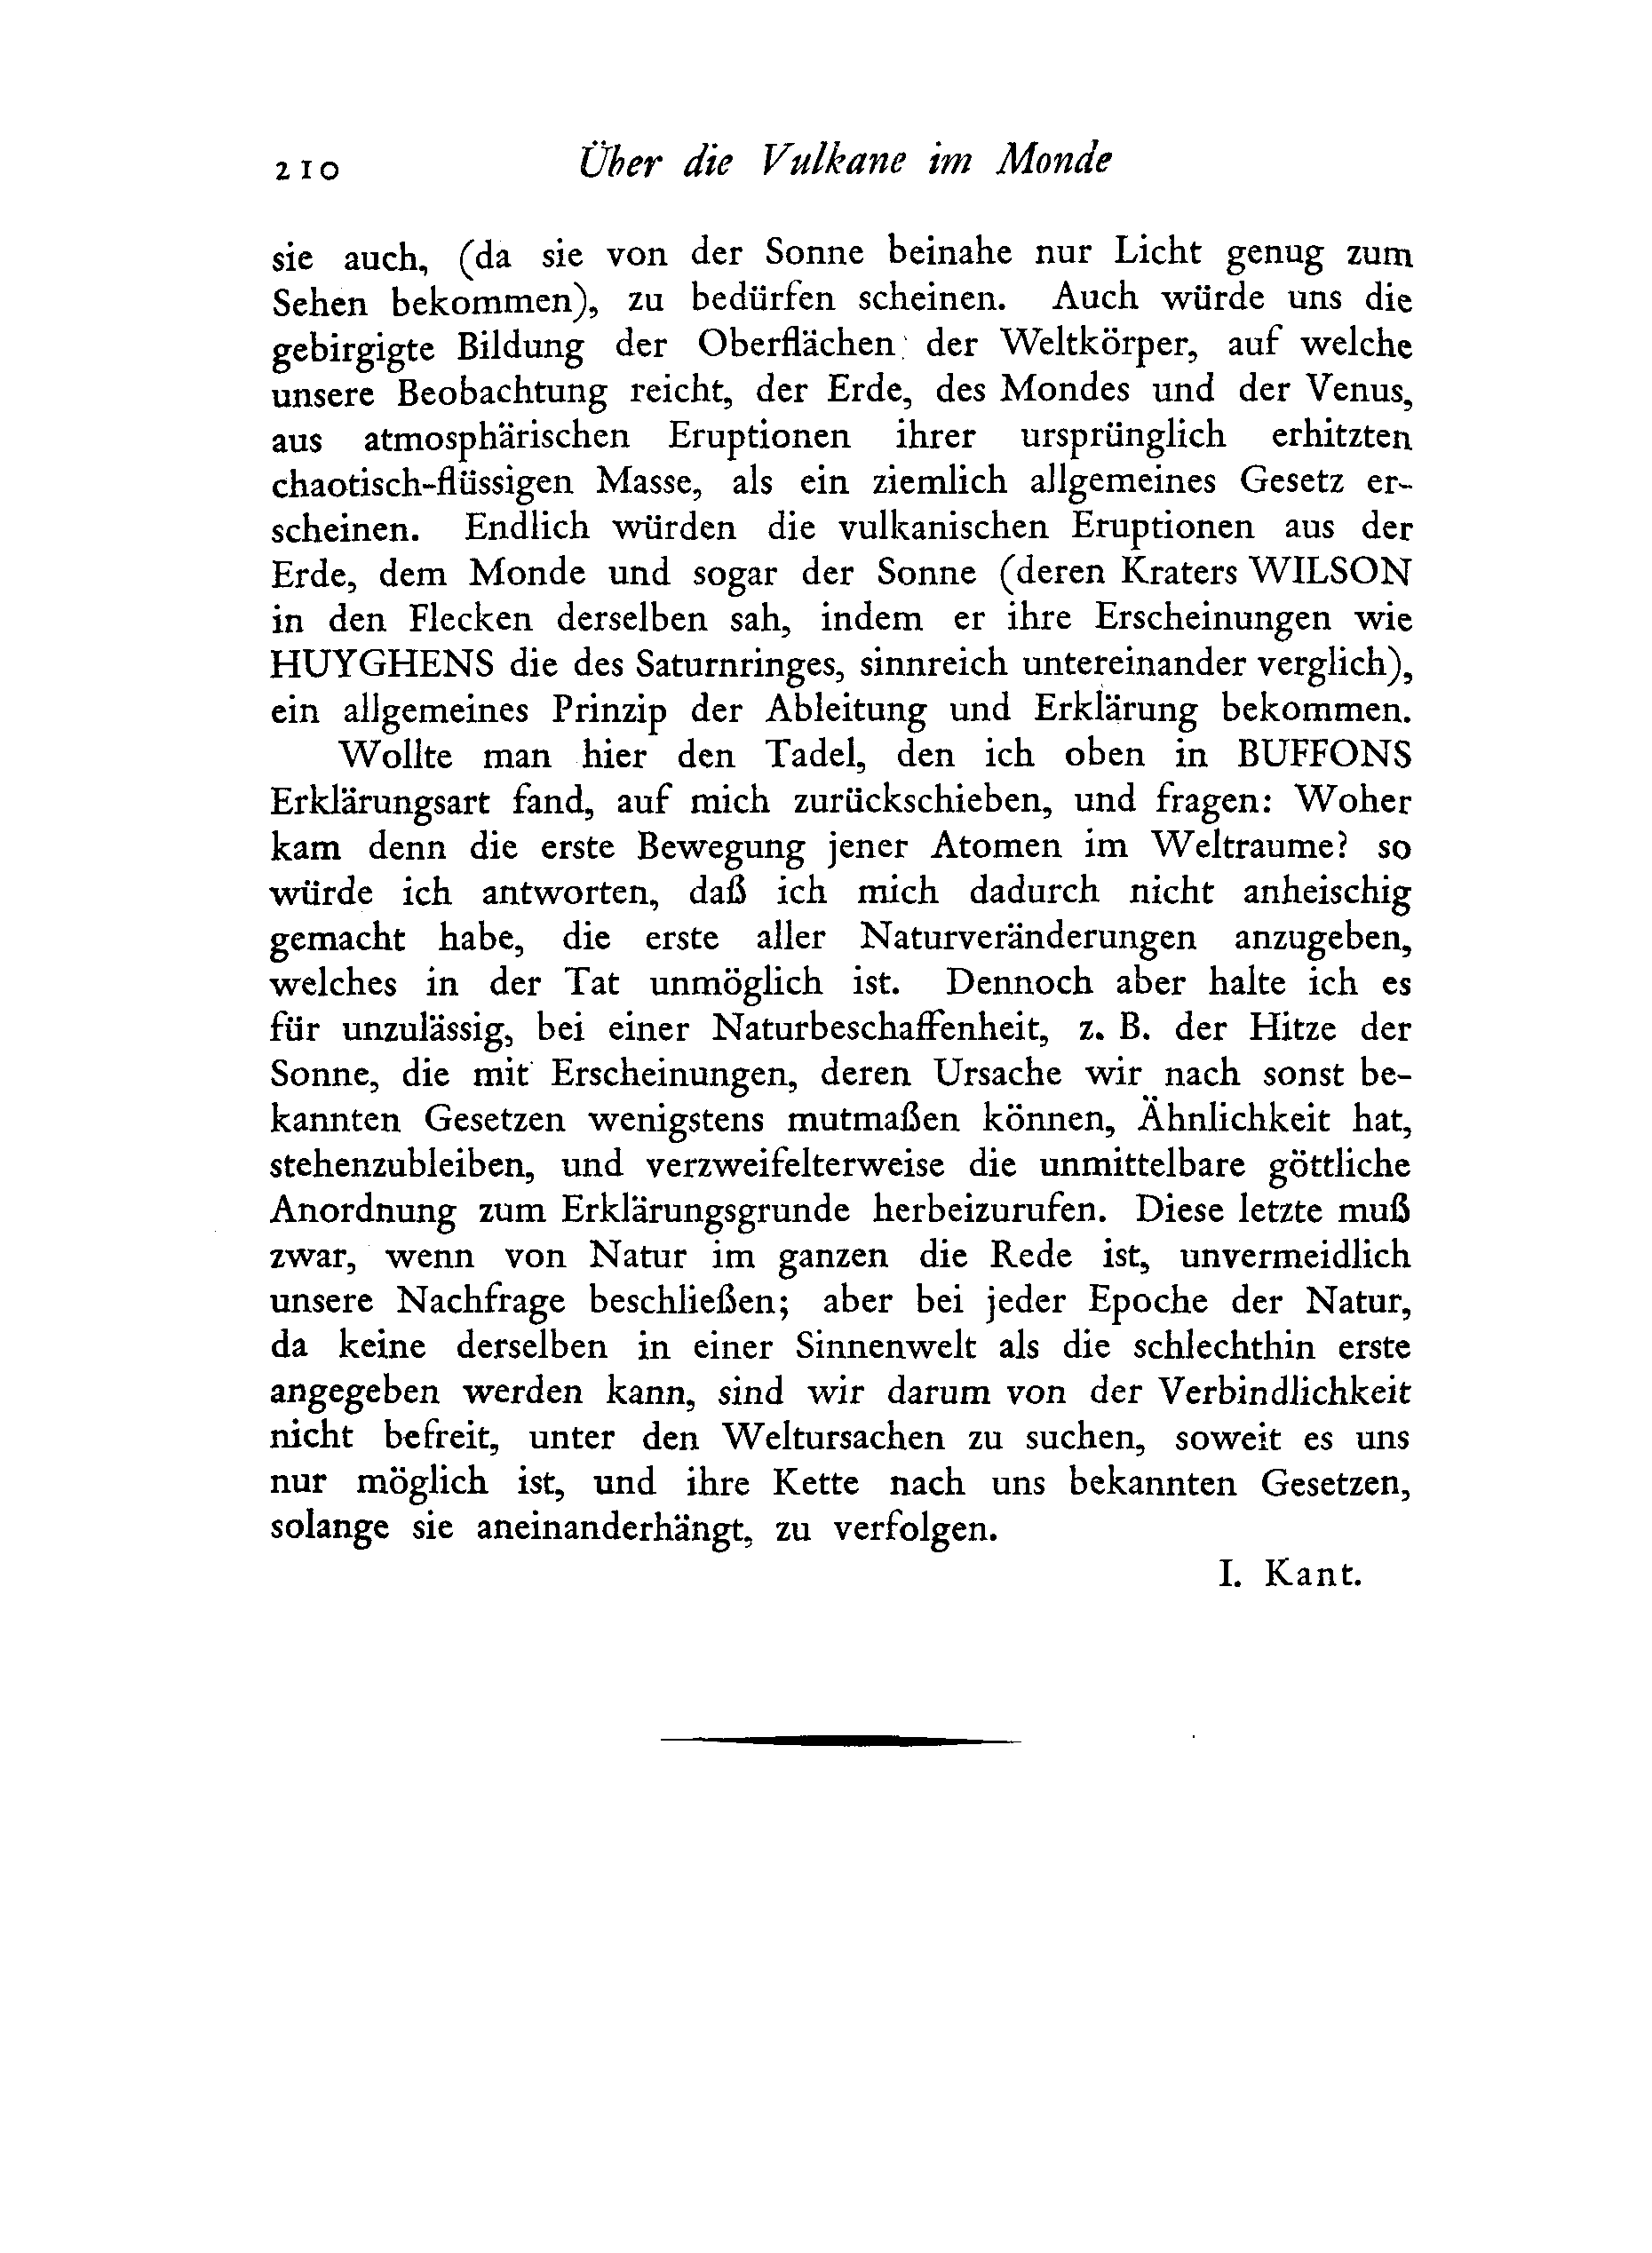 210 Über die Vulkane im Monde
sie auch, (da sie von der Sonne beinahe nur Licht genug zum
Sehen bekommen), zu bedürfen scheinen. Auch würde uns die
gebirgigte Bildung der Oberflächen der Weltkörper, auf welche
unsere Beobachtung reicht, der Erde, des Mondes und der Venus,
aus atmosphärischen Eruptionen ihrer ursprünglich erhitzten
chaotisch-flüssigen Masse, als ein ziemlich allgemeines Gesetz er-
scheinen. Endlich würden die vulkanischen Eruptionen aus der
Erde, dem Monde und sogar der Sonne (deren Kraters WILSON
in den Flecken derselben sah, indem er ihre Erscheinungen wie
HUYGHENS die des Saturnringes, sinnreich untereinander verglich),
ein allgemeines Prinzip der Ableitung und Erklärung bekommen.
Wollte man hier den Tadel, den ich oben in BUFFONS
Erklärungsart fand, auf mich zurückschieben, und fragen: Woher
kam denn die erste Bewegung jener Atomen im Weltraume? so
würde ich antworten, daß ich mich dadurch nicht anheischig
gemacht habe, die erste aller Naturveränderungen anzugeben,
welches in der Tat unmöglich ist. Dennoch aber halte ich es
für unzulässig, bei einer Naturbeschaffenheit, z. B. der Hitze der
Sonne, die mit Erscheinungen, deren Ursache wir nach sonst be-
kannten Gesetzen wenigstens mutmaßen können, Ähnlichkeit hat,
stehenzubleiben, und verzweifelterweise die unmittelbare göttliche
Anordnung zum Erklärungsgrunde herbeizurufen. Diese letzte muß
zwar, wenn von Natur im ganzen die Rede ist, unvermeidlich
unsere Nachfrage beschließen; aber bei jeder Epoche der Natur,
da keine derselben in einer Sinnenwelt als die schlechthin erste
angegeben werden kann, sind wir darum von der Verbindlichkeit
nicht befreit, unter den Weltursachen zu suchen, soweit es uns
nur möglich ist, und ihre Kette nach uns bekannten Gesetzen,
solange sie aneinanderhängt, zu verfolgen.
I. Kant.